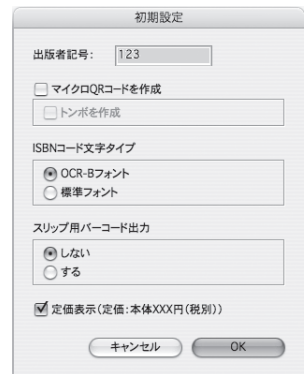 初期設定
出版者記号： 123
マイクロQRコードを作成
トンボを作成
ISBNコード文字タイプ
OCR-Bフォント
標準フォント
スリップ用バーコード出力
しない
する
定価表示(定価：本体XXX円(税別))
キャンセル OK